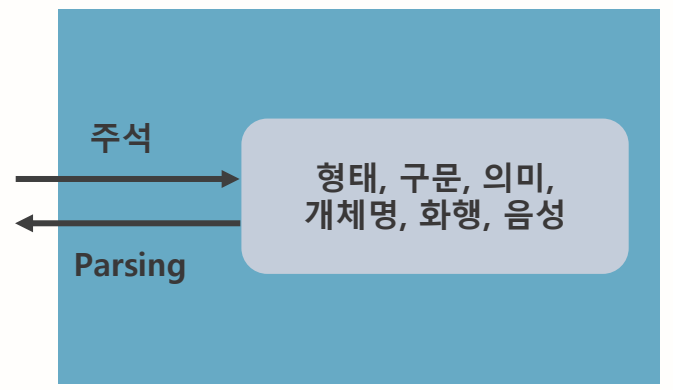 주석
형태, 구문, 의미,
개체명, 화행, 음성
Parsing